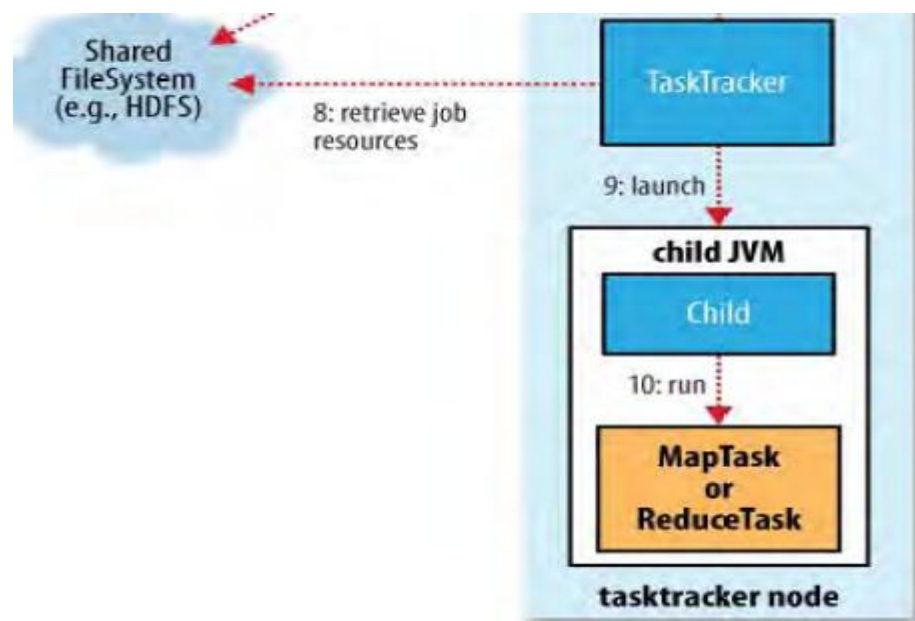 Shared
FileSystem
(e.g., HDFS)
8: retrieve job
resources
TaskTracker
9: launch
child JVM
Child
10: run
MapTask
or
ReduceTask
tasktracker node